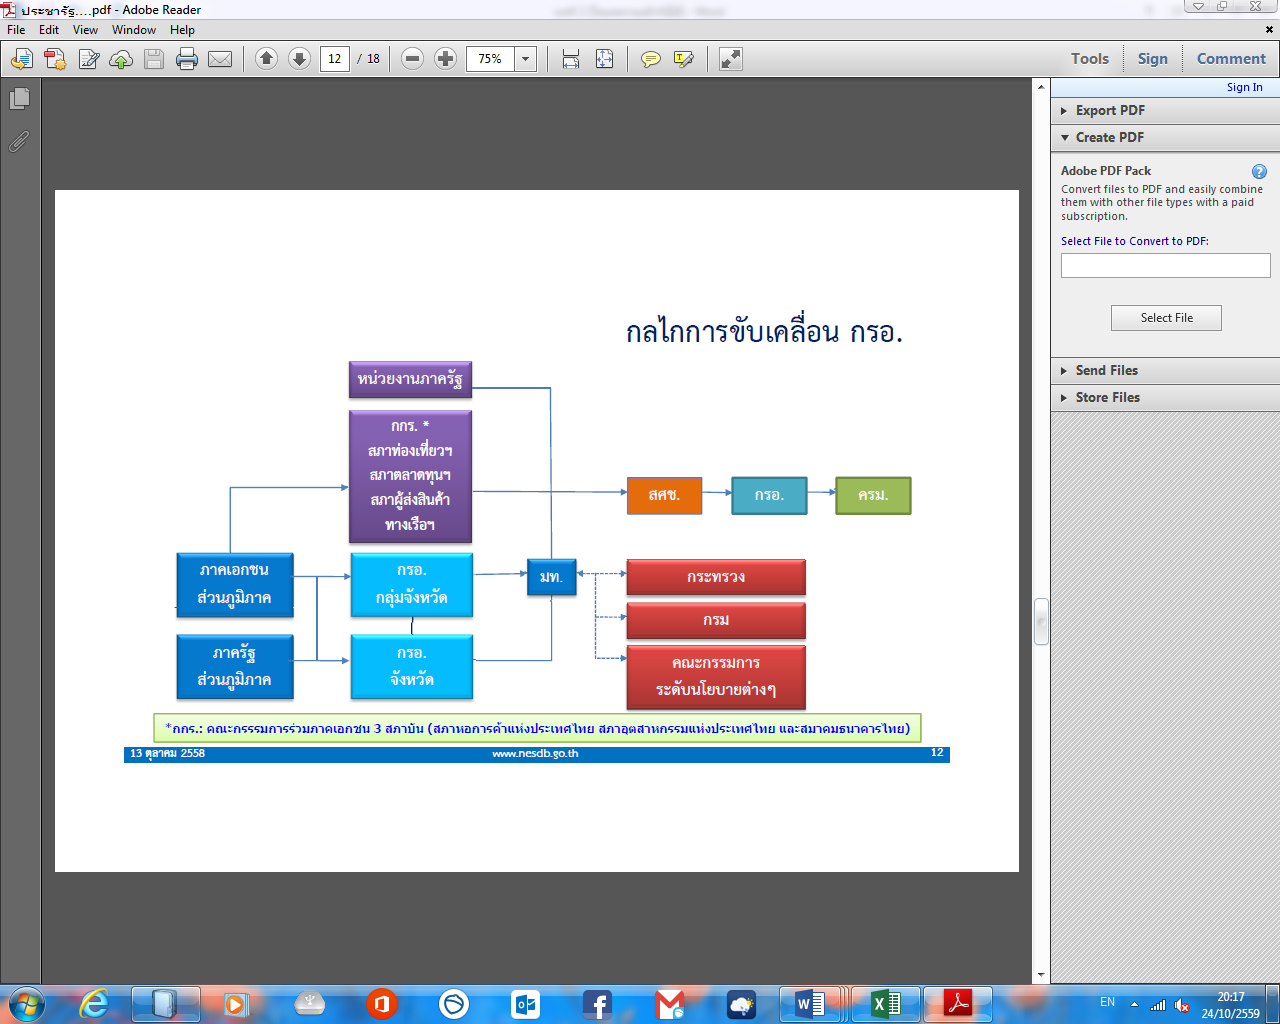 ประชารัฐ....pdf - Adobe Reader
File Edit View Window Help
12 / 18 75% Tools Sign Comment
Sign In
Export PDF
Create PDF
Adobe PDF Pack
Convert files to PDF and easily combine
them with other file types with a paid
subscription.
Select File to Convert to PDF:
Select File
Send Files
Store Files
กลไกการขับเคลื่อน กรอ.
หน่วยงานภาครัฐ
กกร. *
สภาท่องเที่ยวฯ
สภาตลาดทุนฯ
สภาผู้ส่งสินค้า
ทางเรือฯ
สศช.
กรอ.
ครม.
ภาคเอกชน
ส่วนภูมิภาค
กรอ.
กลุ่มจังหวัด
มท.
กระทรวง
กรม
ภาครัฐ
ส่วนภูมิภาค
กรอ.
จังหวัด
คณะกรรมการ
ระดับนโยบายต่างๆ
*กกร.: คณะกรรรมการร่วมภาคเอกชน 3 สถาบัน (สภาหอการค้าแห่งประเทศไทย สภาอุตสาหกรรมแห่งประเทศไทย และสมาคมธนาคารไทย)
13 ตุลาคม 2558 www.nesdb.go.th 12
EN 20:17
24/10/2559